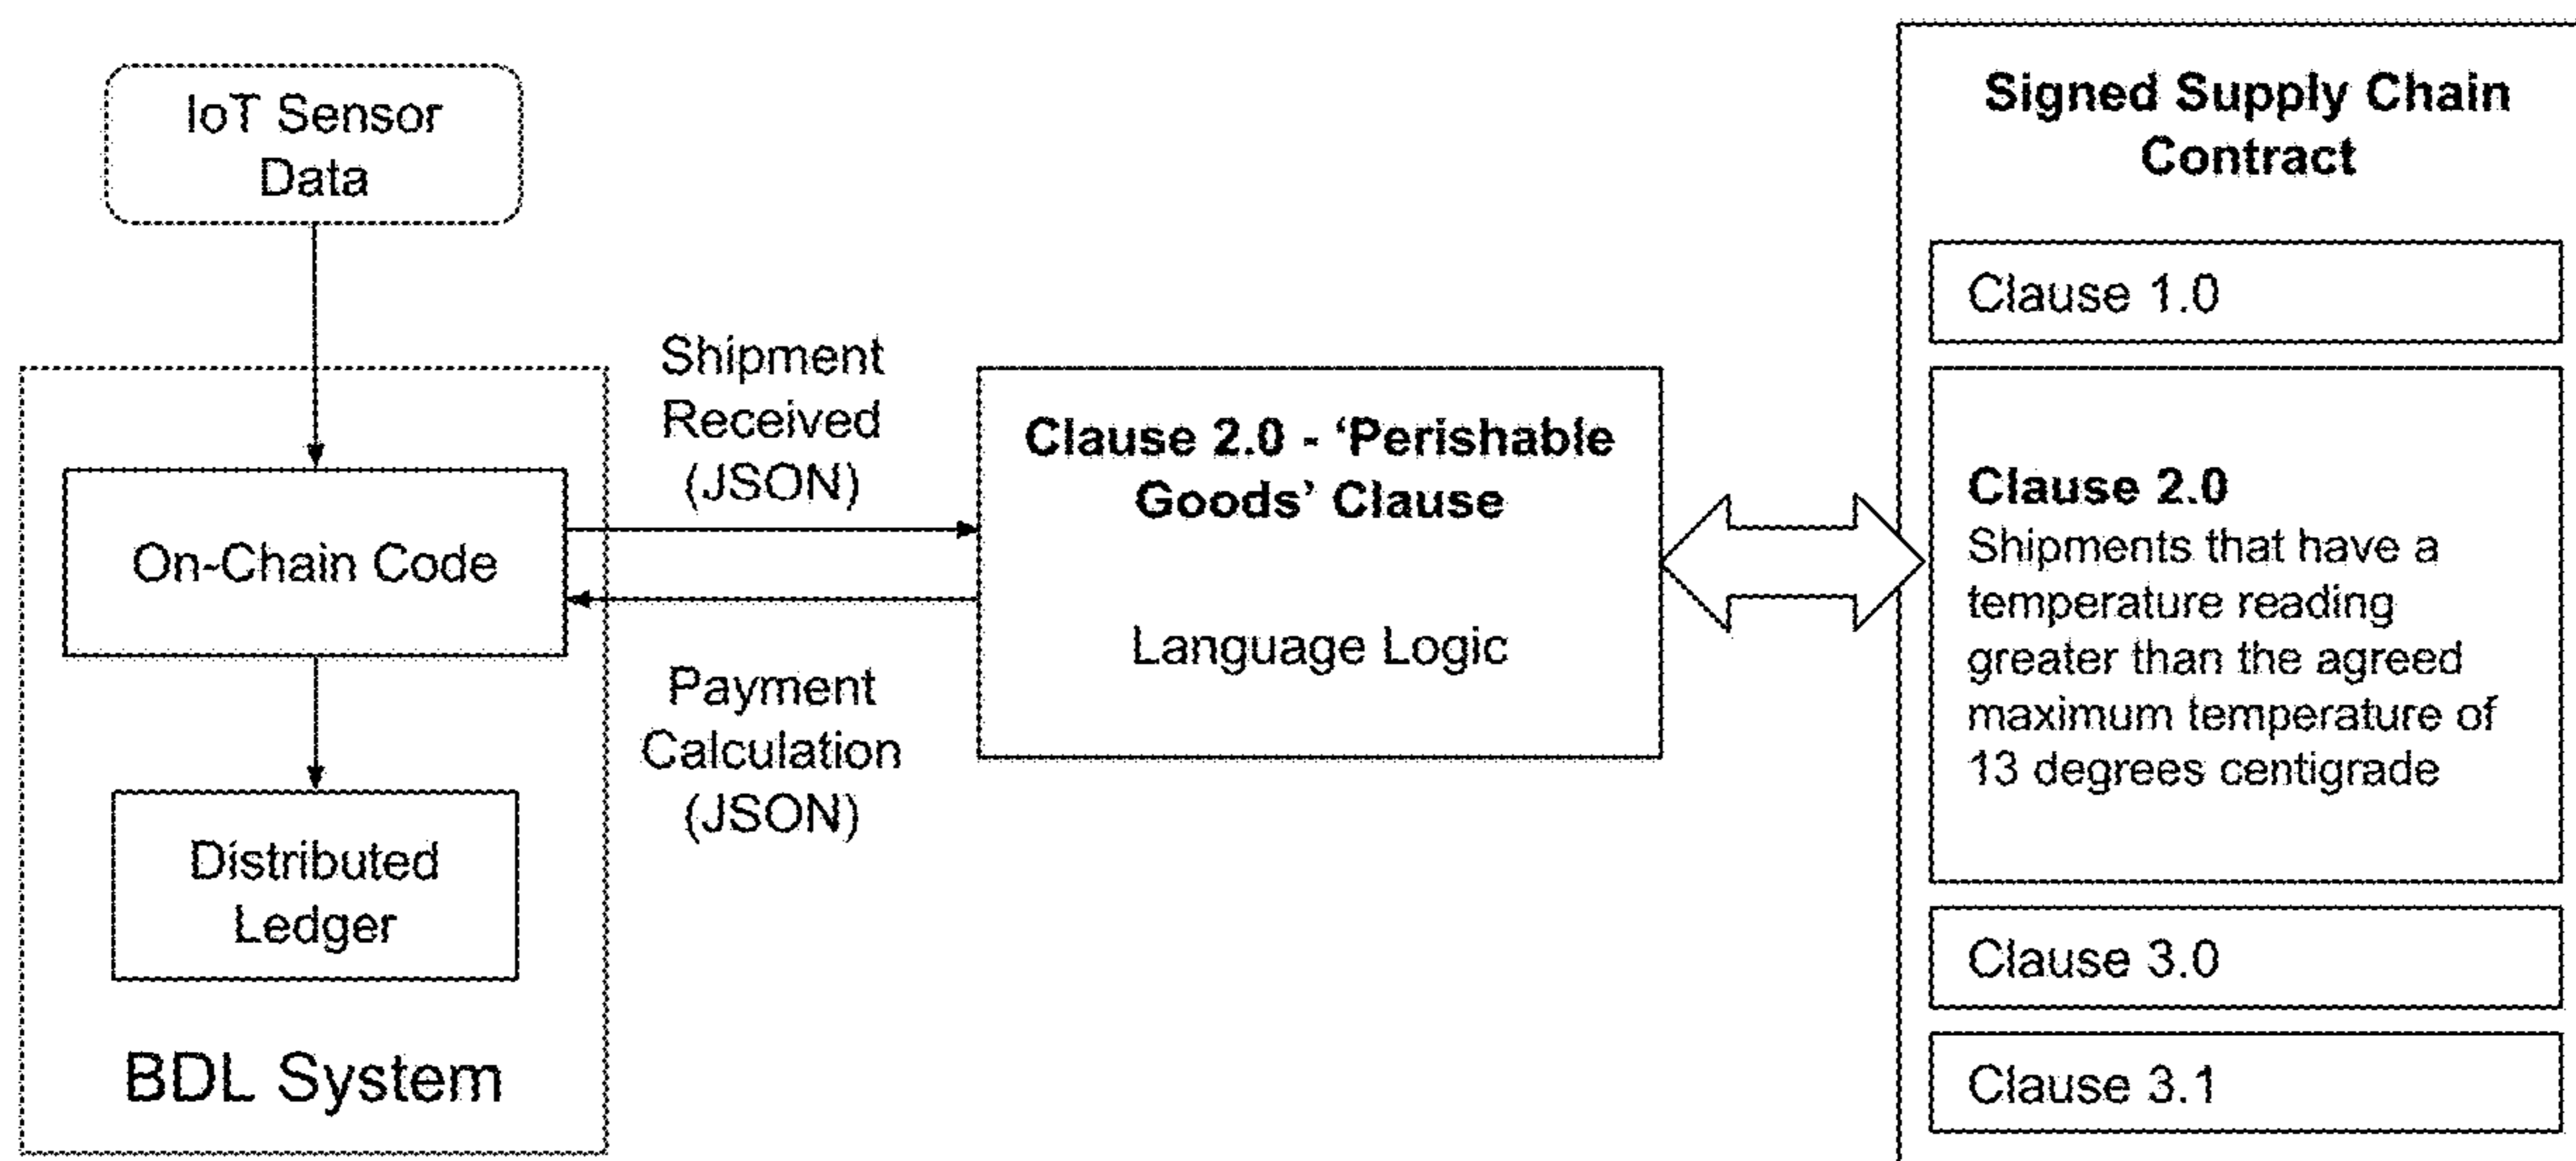 IoT Sensor
Data
On-Chain Code
Distributed
Ledger
BDL System
Shipment
Received
(JSON)
Payment
Calculation
(JSON)
Clause 2.0 - ‘Perishable
Goods’ Clause
Language Logic
Signed Supply Chain
Contract
Clause 1.0
Clause 2.0
Shipments that have a
temperature reading
greater than the agreed
maximum temperature of
13 degrees centigrade
Clause 3.0
Clause 3.1